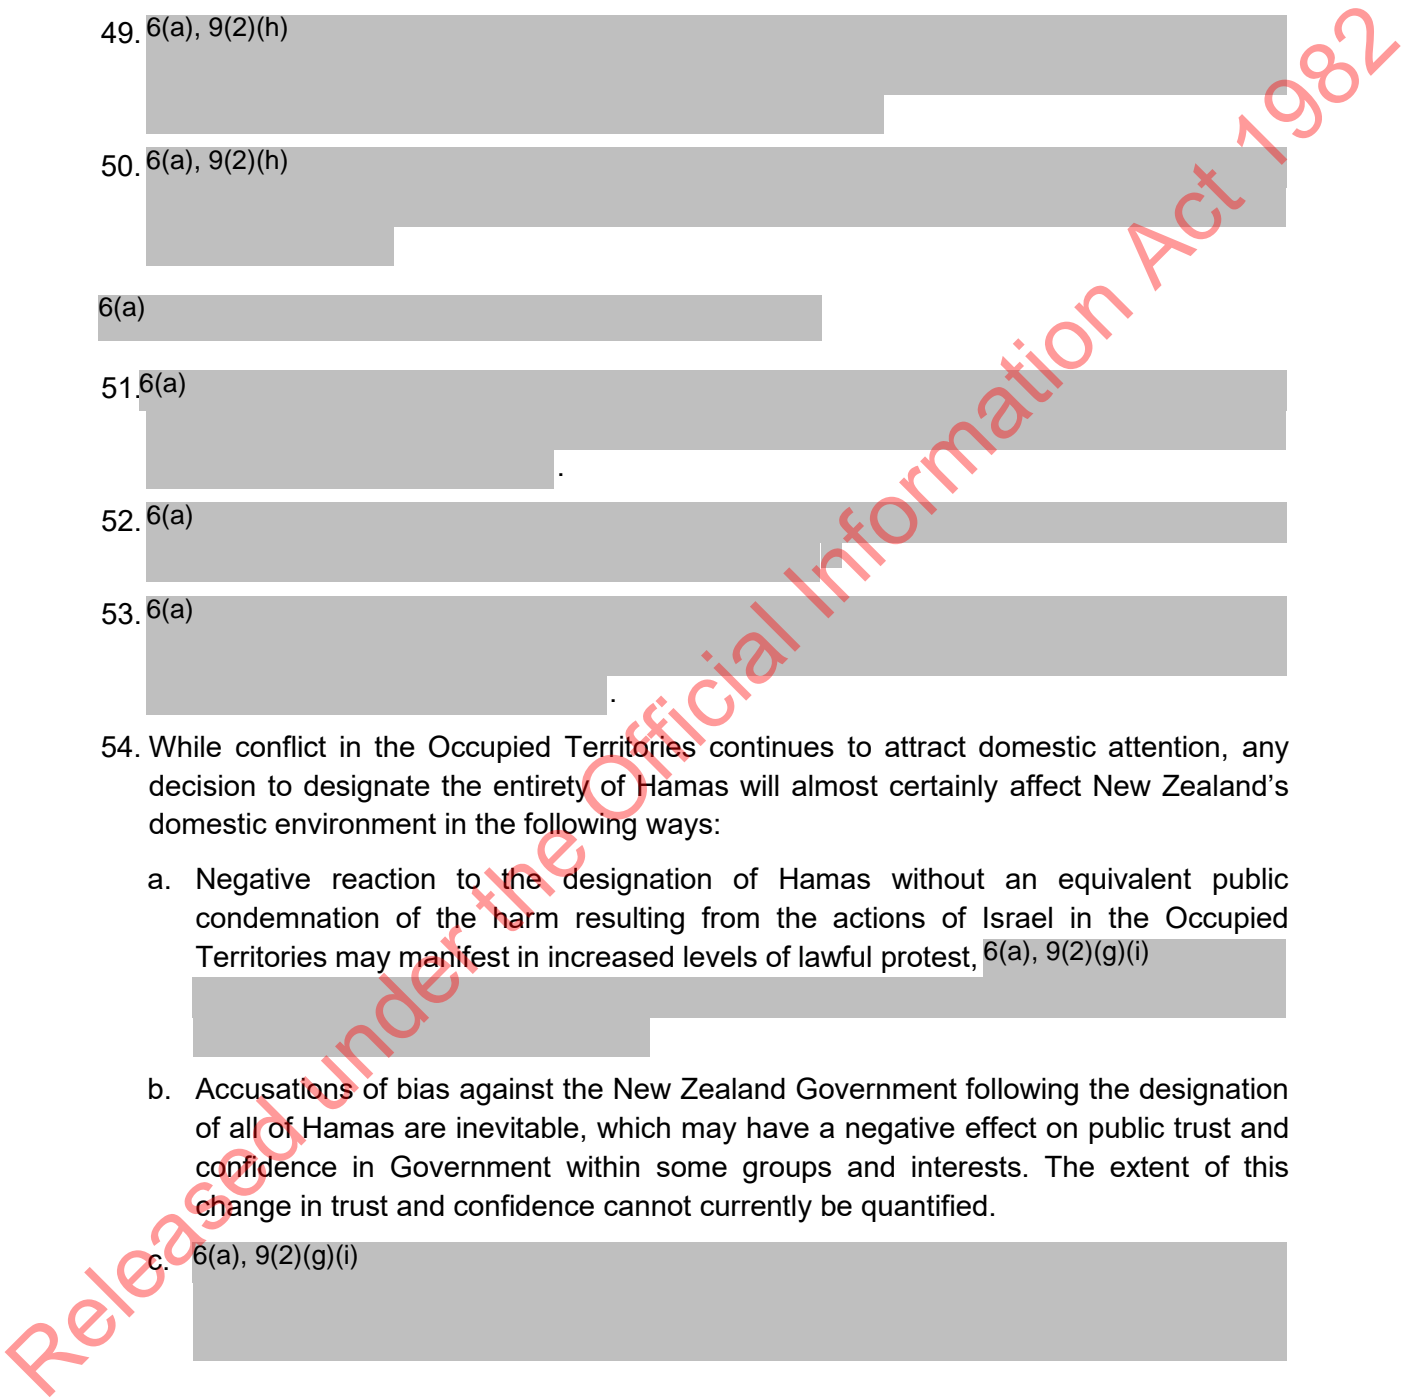 49. 6(a), 9(2)(h)
50. 6(a), 9(2)(h)
6(a)
51. 6(a)
.
52. 6(a)
53. 6(a)
.
54. While conflict in the Occupied Territories continues to attract domestic attention, any
decision to designate the entirety of Hamas will almost certainly affect New Zealand’s
domestic environment in the following ways:
a. Negative reaction to the designation of Hamas without an equivalent public
condemnation of the harm resulting from the actions of Israel in the Occupied
Territories may manifest in increased levels of lawful protest, 6(a), 9(2)(g)(i)
b. Accusations of bias against the New Zealand Government following the designation
of all of Hamas are inevitable, which may have a negative effect on public trust and
confidence in Government within some groups and interests. The extent of this
change in trust and confidence cannot currently be quantified.
c. 6(a), 9(2)(g)(i)
Released under the Official Information Act 1982